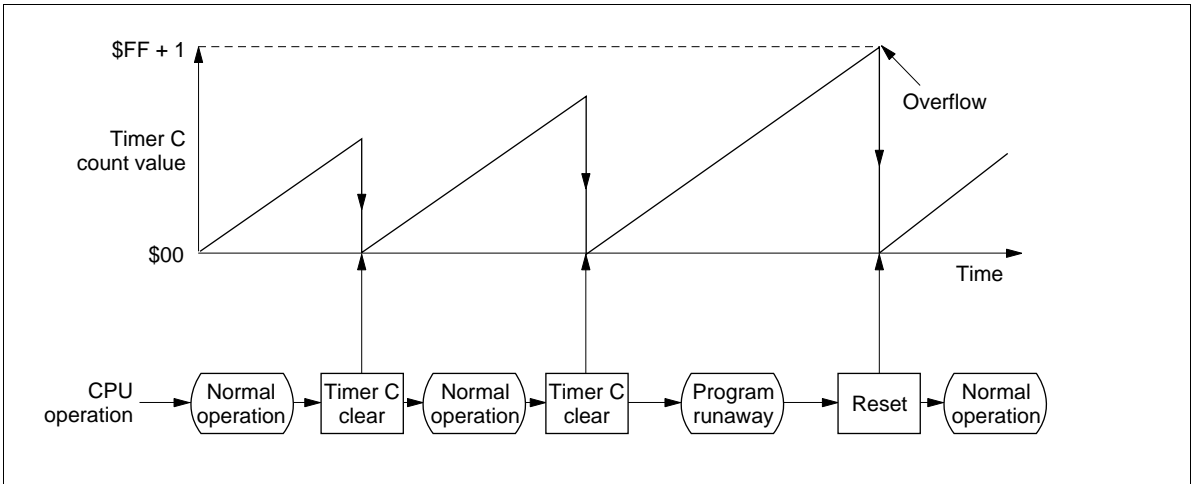 $FF + 1
Overflow
Timer C
count value
$00
Time
CPU
operation
Normal
operation
Timer C
clear
Normal
operation
Timer C
clear
Program
runaway
Reset
Normal
operation